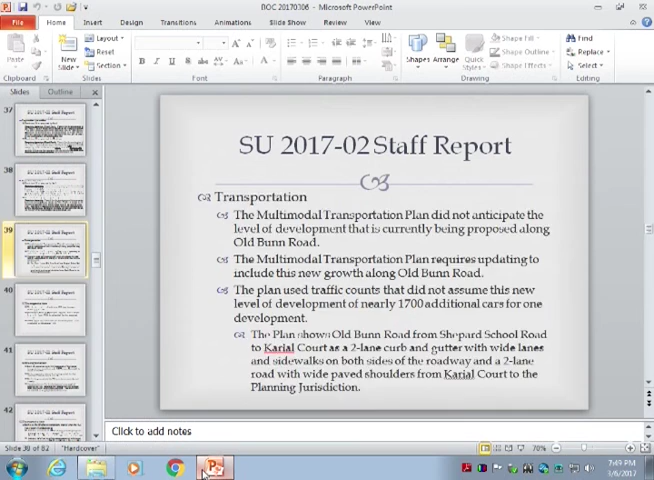 BOC 20170306 - Microsoft PowerPoint
File
Home
Insert
Design
Transitions
Animations
Slide Show
Review
View
Paste
Clipboard
New
Slide
Layout
Reset
Section
Slides
Font
Paragraph
Shapes
Arrange
Quick
Styles
Shape Fill
Shape Outline
Shape Effects
Drawing
Find
Replace
Select
Editing
Slides
Outline
37
38
39
40
41
42
SU 2017-02 Staff Report
Transportation
The Multimodal Transportation Plan did not anticipate the
level of development that is currently being proposed along
Old Bunn Road.
The Multimodal Transportation Plan requires updating to
include this new growth along Old Bunn Road.
The plan used traffic counts that did not assume this new
level of development of nearly 1700 additional cars for one
development.
The Plan shows Old Bunn Road from Shepard School Road
to Karial Court as a 2-lane curb and gutter with wide lanes
and sidewalks on both sides of the roadway and a 2-lane
road with wide paved shoulders from Karial Court to the
Planning Jurisdiction.
Click to add notes
Slide 38 of 82
"Hardcover"
70%
7:49 PM
3/6/2017